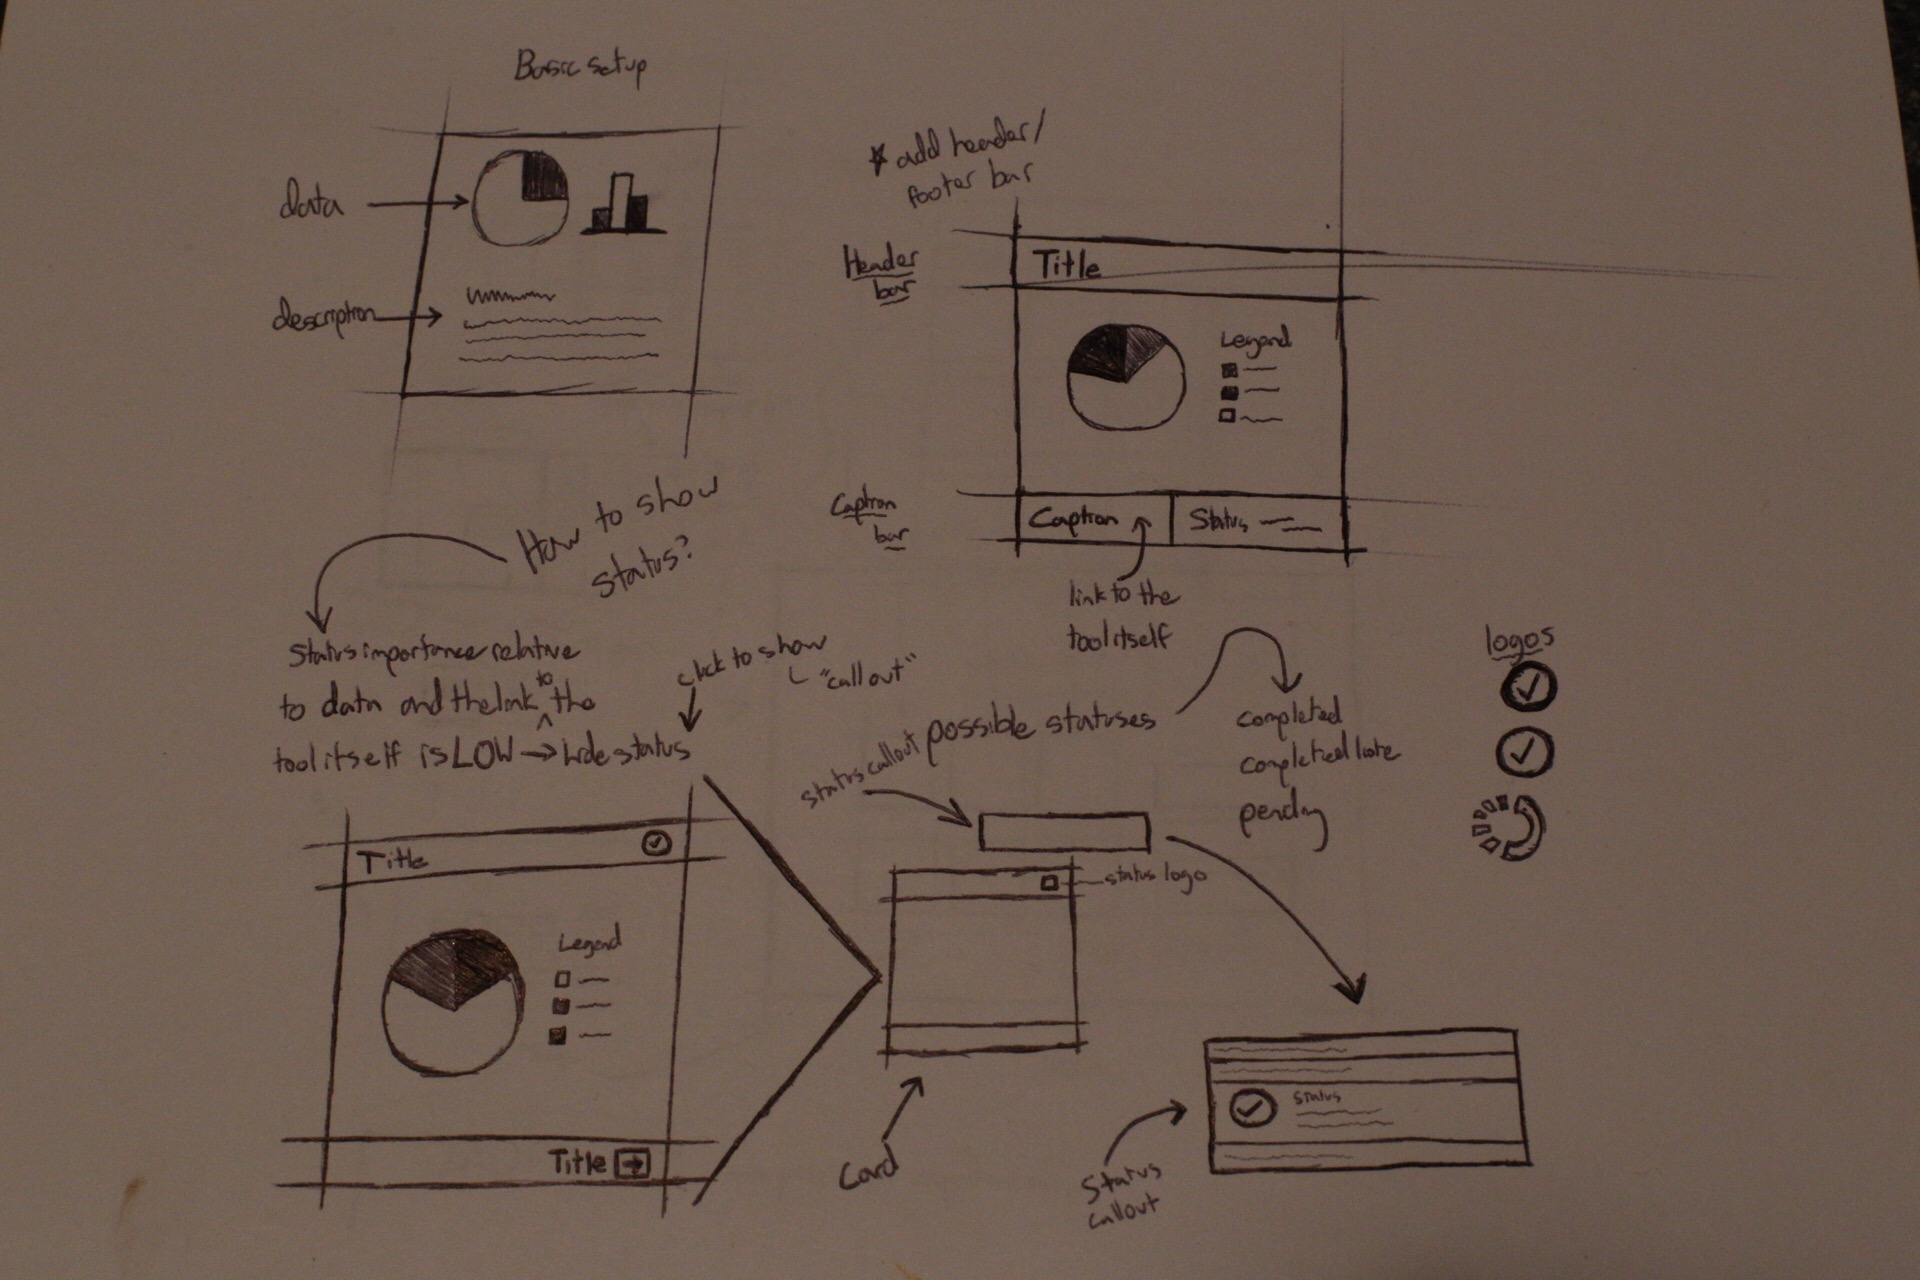 Basic setup
data
description
* add header/
footer bar
Header
bar
Title
Legend
Caption
bar
Caption
Status
link to the
tool itself
How to show
status?
Status importance relative
to data and the link to the
tool itself is LOW → hide status
click to show
"call out"
possible statuses
completed
completed late
pending
logos
Title
Legend
Title
status callout
status logo
Card
Status
callout
status